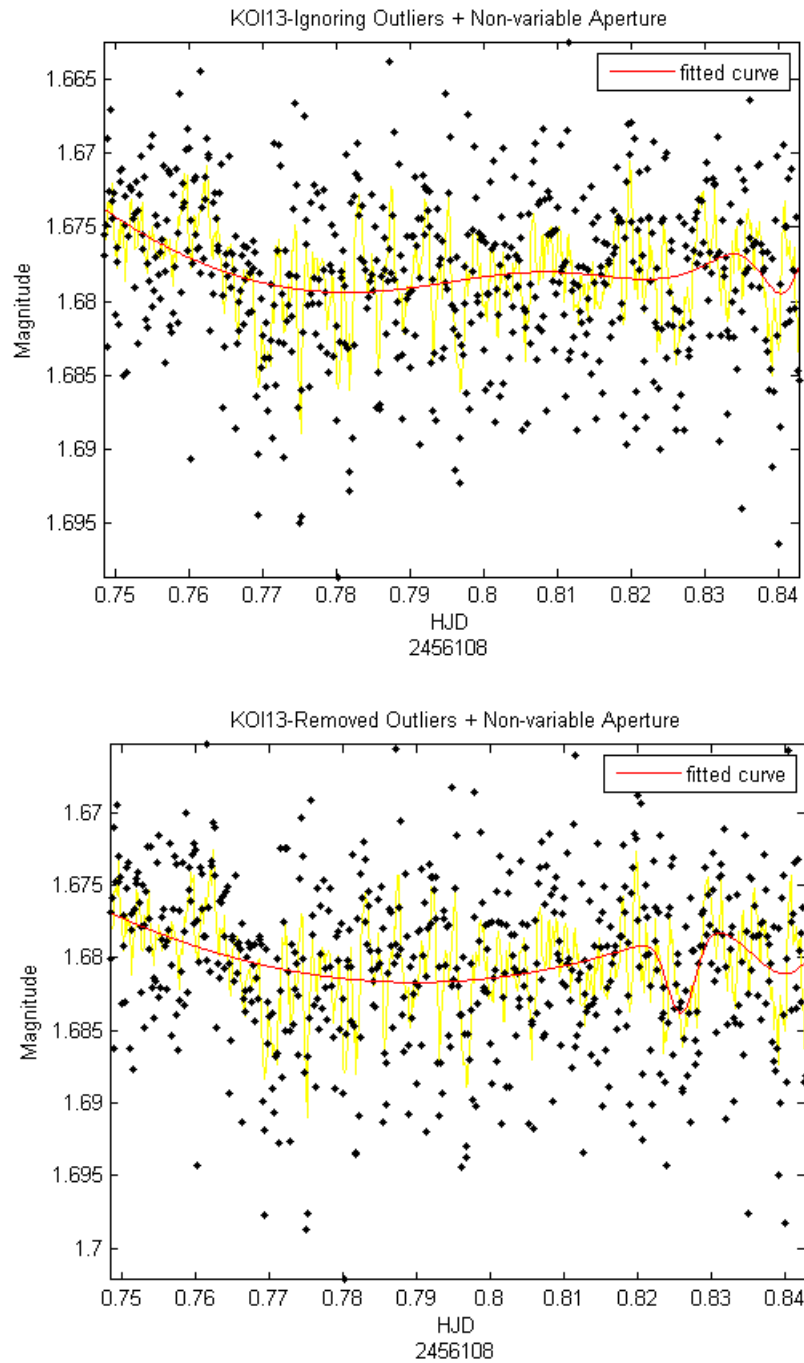 KOI13-Ignoring Outliers + Non-variable Aperture
fitted curve
1.665
1.67
1.675
1.68
1.685
1.69
1.695
Magnitude
0.75 0.76 0.77 0.78 0.79 0.8 0.81 0.82 0.83 0.84
HJD
2456108
KOI13-Removed Outliers + Non-variable Aperture
fitted curve
1.67
1.675
1.68
1.685
1.69
1.695
1.7
Magnitude
0.75 0.76 0.77 0.78 0.79 0.8 0.81 0.82 0.83 0.84
HJD
2456108